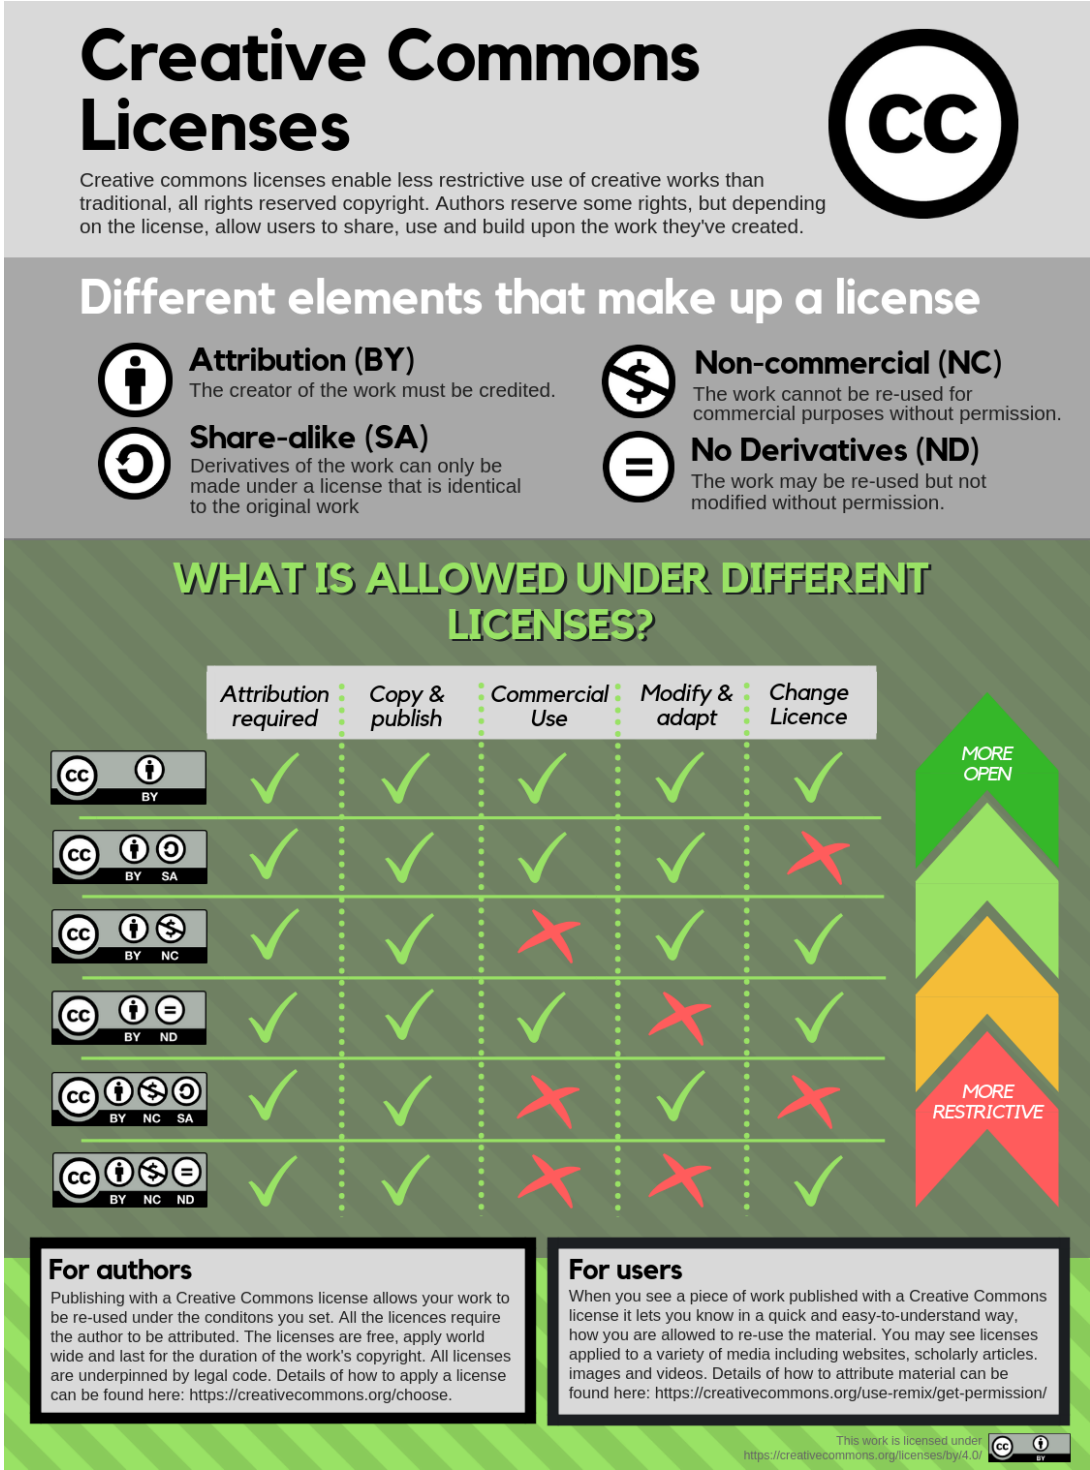 Creative Commons
Licenses
CC
Creative commons licenses enable less restrictive use of creative works than
traditional, all rights reserved copyright. Authors reserve some rights, but depending
on the license, allow users to share, use and build upon the work they've created.
Different elements that make up a license
Attribution (BY)
The creator of the work must be credited.
Non-commercial (NC)
The work cannot be re-used for
commercial purposes without permission.
Share-alike (SA)
Derivatives of the work can only be
made under a license that is identical
to the original work
No Derivatives (ND)
The work may be re-used but not
modified without permission.
WHAT IS ALLOWED UNDER DIFFERENT
LICENSES?
Attribution
required
Copy &
publish
Commercial
Use
Modify &
adapt
Change
Licence
CC
BY
CC
BY SA
CC
BY NC
CC
BY ND
CC
BY NC SA
CC
BY NC ND
MORE
OPEN
MORE
RESTRICTIVE
For authors
Publishing with a Creative Commons license allows your work to
be re-used under the conditons you set. All the licences require
the author to be attributed. The licenses are free, apply world
wide and last for the duration of the work's copyright. All licenses
are underpinned by legal code. Details of how to apply a license
can be found here: https://creativecommons.org/choose.
For users
When you see a piece of work published with a Creative Commons
license it lets you know in a quick and easy-to-understand way,
how you are allowed to re-use the material. You may see licenses
applied to a variety of media including websites, scholarly articles.
images and videos. Details of how to attribute material can be
found here: https://creativecommons.org/use-remix/get-permission/
This work is licensed under
https://creativecommons.org/licenses/by/4.0/
CC
BY